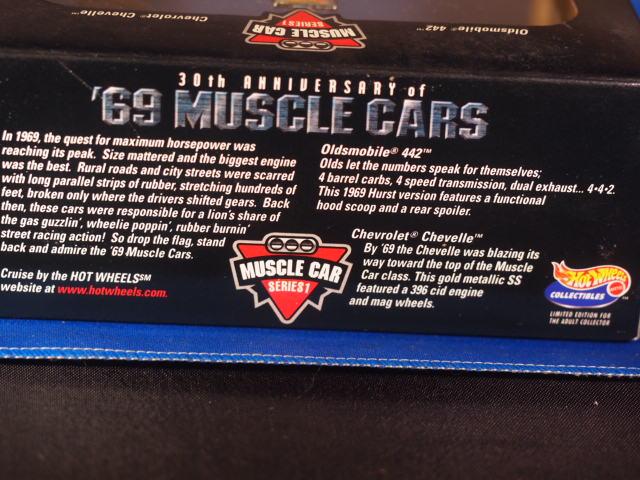 Chevrolet® Chevelle™
MUSCLE CAR
SERIES 1
Oldsmobile® 442™
30th ANNIVERSARY of
'69 MUSCLE CARS
In 1969, the quest for maximum horsepower was
reaching its peak. Size mattered and the biggest engine
was the best. Rural roads and city streets were scarred
with long parallel strips of rubber, stretching hundreds of
feet, broken only where the drivers shifted gears. Back
then, these cars were responsible for a lion's share of
the gas guzzlin', wheelie poppin', rubber burnin'
street racing action! So drop the flag, stand
back and admire the '69 Muscle Cars.
Cruise by the HOT WHEELS℠
website at www.hotwheels.com.
Oldsmobile® 442™
Olds let the numbers speak for themselves;
4 barrel carbs, 4 speed transmission, dual exhaust... 4-4-2.
This 1969 Hurst version features a functional
hood scoop and a rear spoiler.
Chevrolet® Chevelle™
By '69 the Chevelle was blazing its
way toward the top of the Muscle
Car class. This gold metallic SS
featured a 396 cid engine
and mag wheels.
MUSCLE CAR
SERIES 1
Hot Wheels
COLLECTIBLES
LIMITED EDITION FOR
THE ADULT COLLECTOR